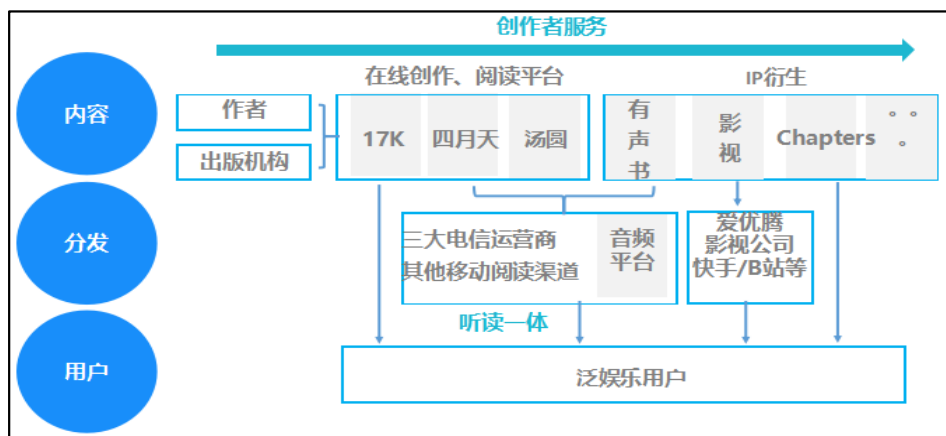 创作者服务
在线创作、阅读平台
IP衍生
内容
作者
出版机构
17K
四月天
汤圆
有
声
书
影
视
Chapters
。。
。
分发
三大电信运营商
其他移动阅读渠道
音频
平台
爱优腾
影视公司
快手/B站等
听读一体
用户
泛娱乐用户